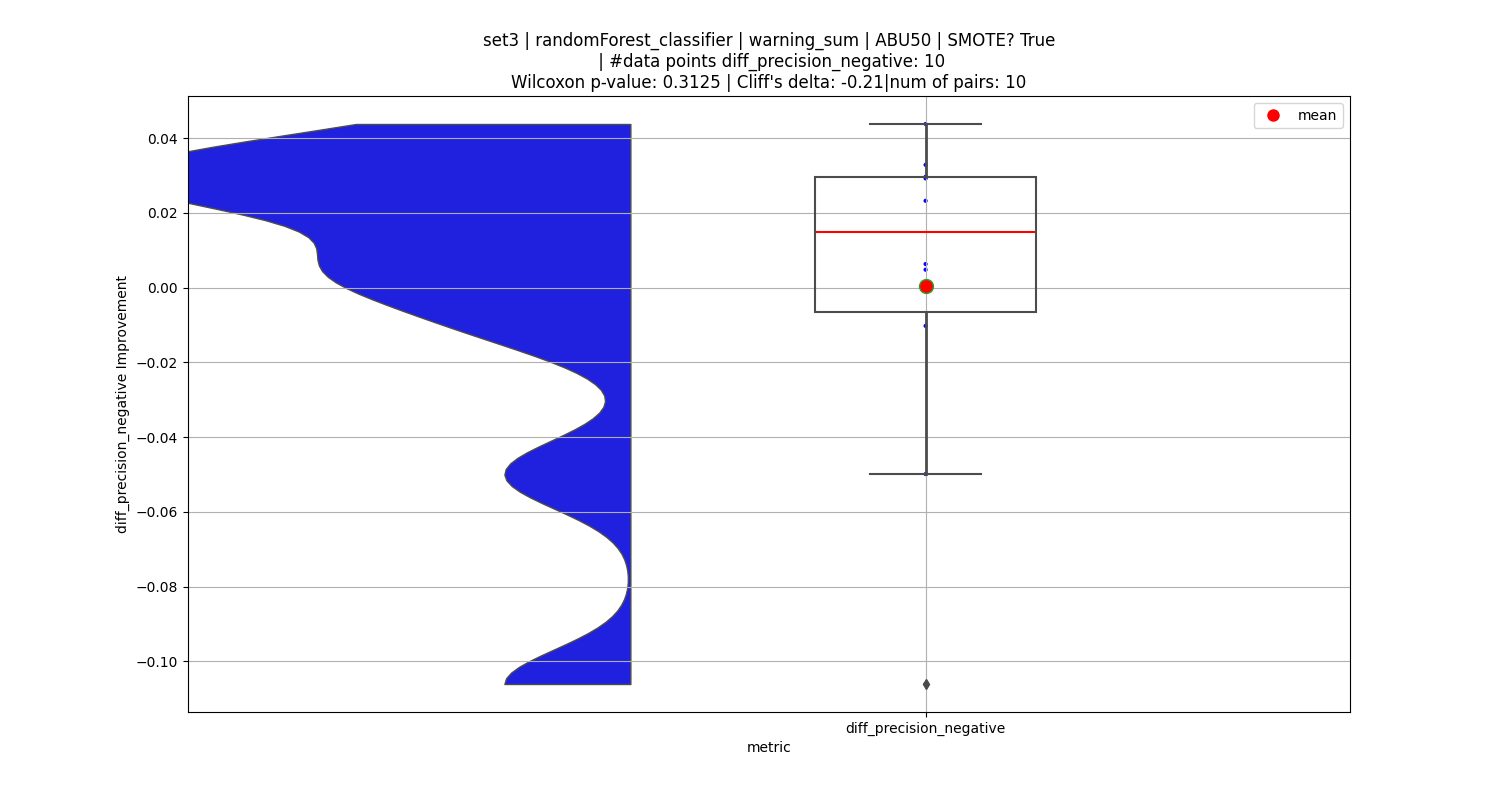 set3 | randomForest_classifier | warning_sum | ABU50 | SMOTE? True
| #data points diff_precision_negative: 10
Wilcoxon p-value: 0.3125 | Cliff's delta: -0.21|num of pairs: 10
mean
0.04
0.02
0.00
−0.02
−0.04
−0.06
−0.08
−0.10
diff_precision_negative Improvement
diff_precision_negative
metric